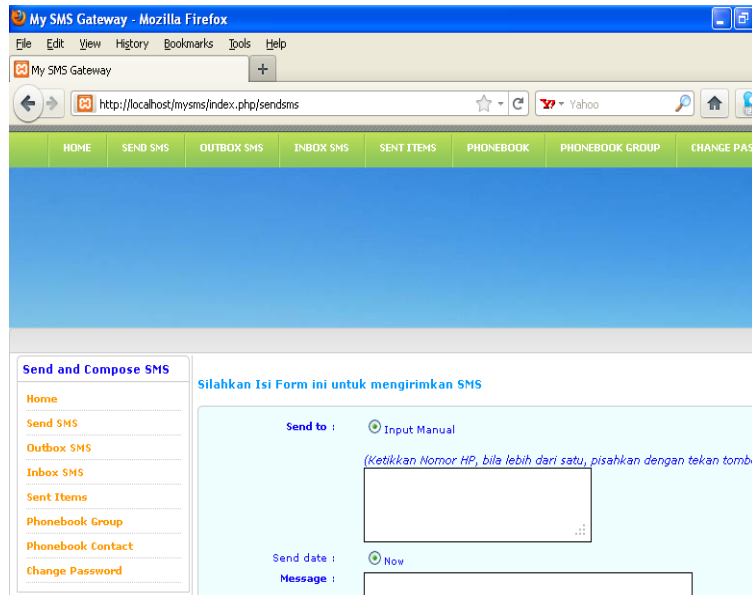 My SMS Gateway - Mozilla Firefox
File Edit View History Bookmarks Tools Help
My SMS Gateway
http://localhost/mysms/index.php/sendsms
Yahoo
HOME SEND SMS OUTBOX SMS INBOX SMS SENT ITEMS PHONEBOOK PHONEBOOK GROUP CHANGE PAS
Send and Compose SMS
Home
Send SMS
Outbox SMS
Inbox SMS
Sent Items
Phonebook Group
Phonebook Contact
Change Password
Silahkan Isi Form ini untuk mengirimkan SMS
Send to : Input Manual
(Ketikkan Nomor HP, bila lebih dari satu, pisahkan dengan tekan tomb
Send date : Now
Message :